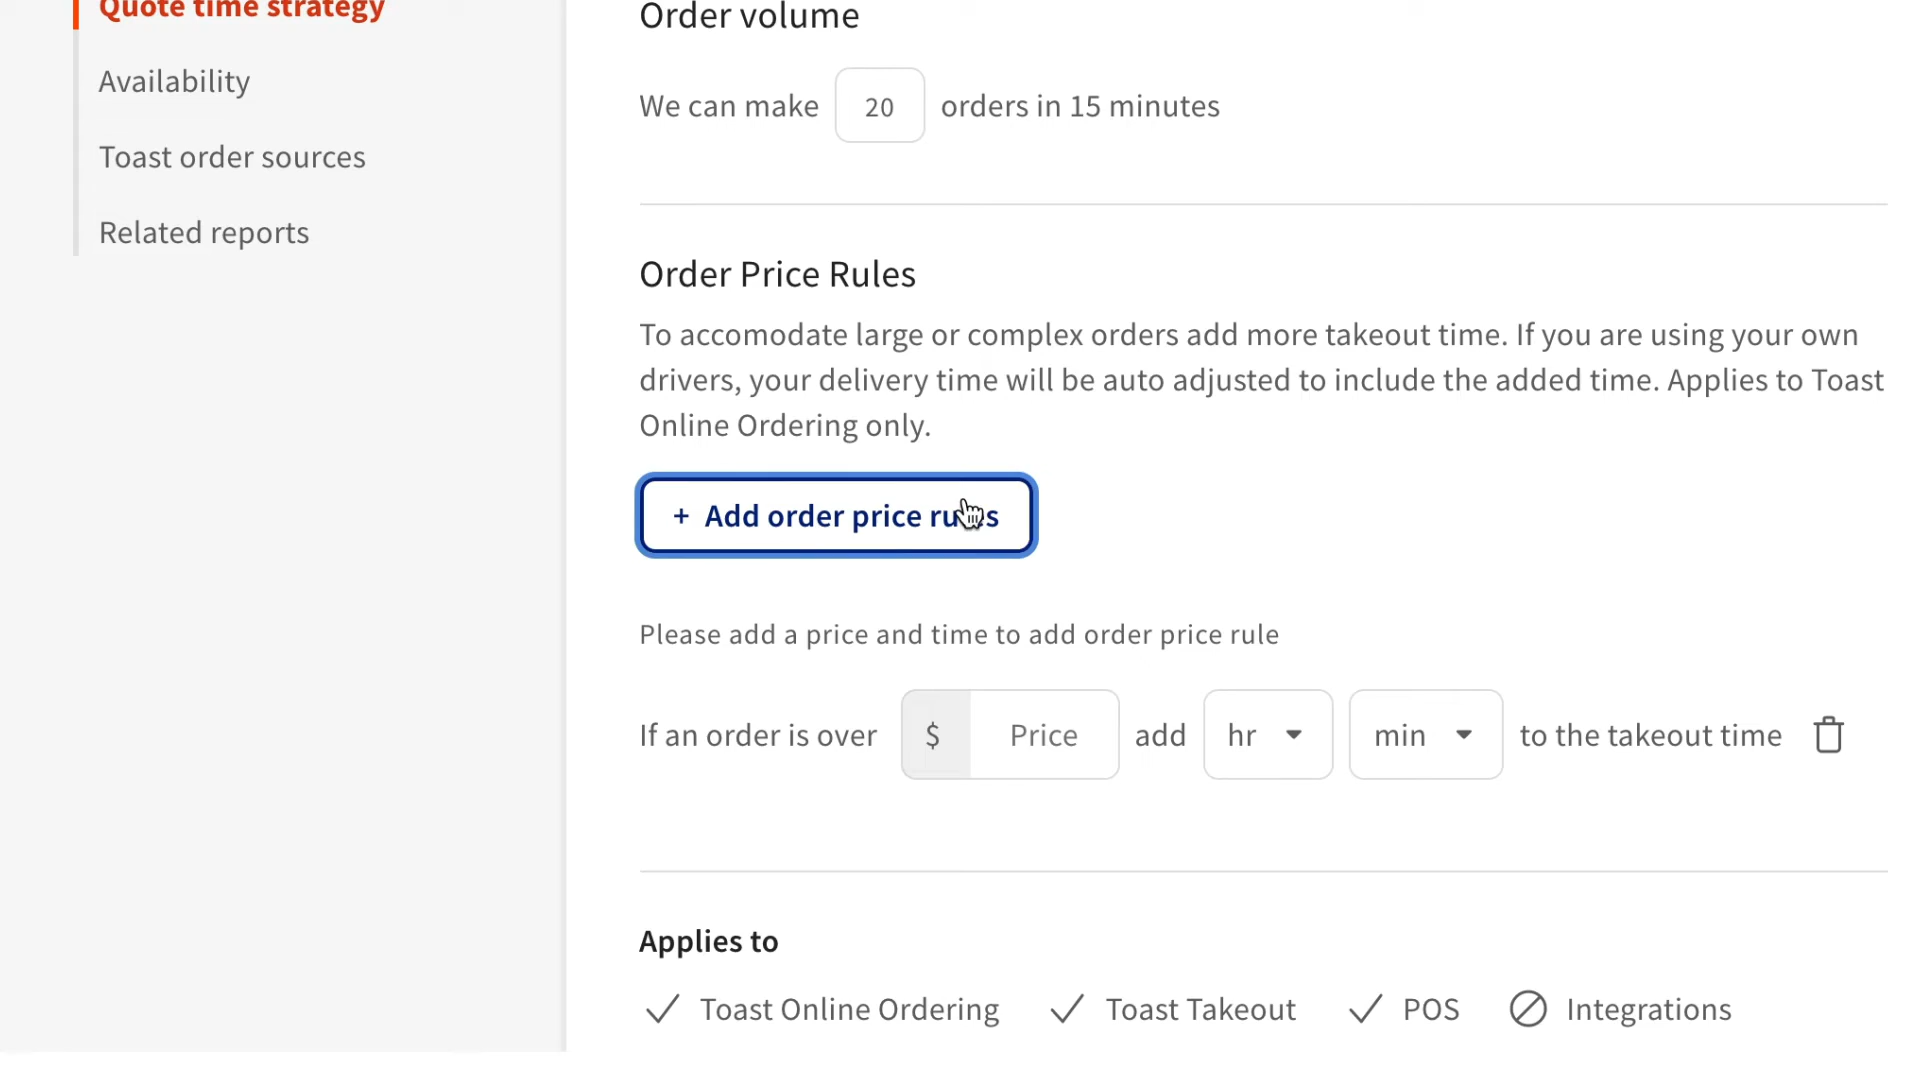 Quote time strategy
Availability
Toast order sources
Related reports
Order volume
We can make 20 orders in 15 minutes
Order Price Rules
To accomodate large or complex orders add more takeout time. If you are using your own
drivers, your delivery time will be auto adjusted to include the added time. Applies to Toast
Online Ordering only.
+ Add order price rules
Please add a price and time to add order price rule
If an order is over $ Price add hr min to the takeout time
Applies to
Toast Online Ordering Toast Takeout POS Integrations